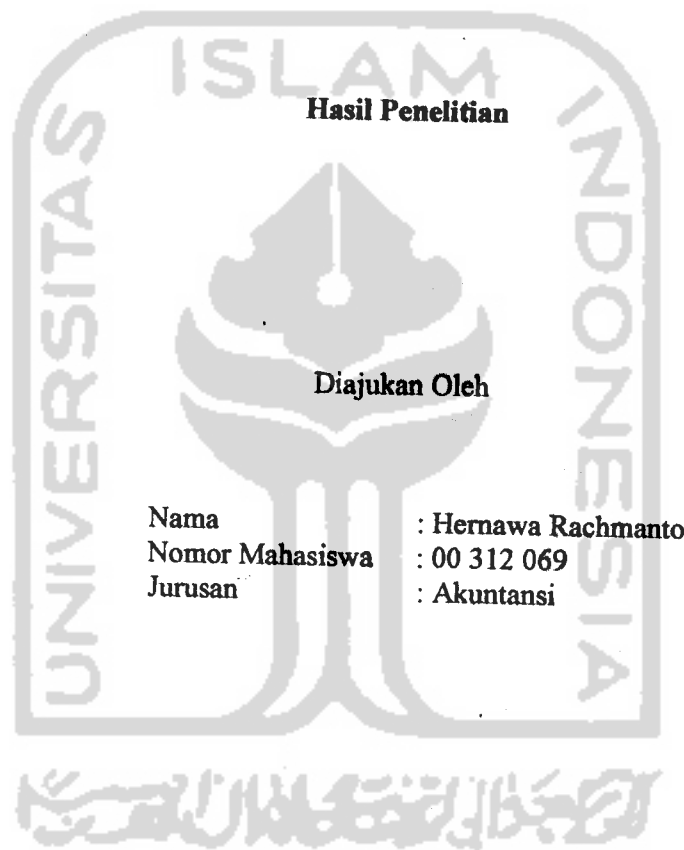 ISLAM
UNIVERSITAS
INDONESIA
Hasil Penelitian
Diajukan Oleh
Nama : Hernawa Rachmanto
Nomor Mahasiswa : 00 312 069
Jurusan : Akuntansi